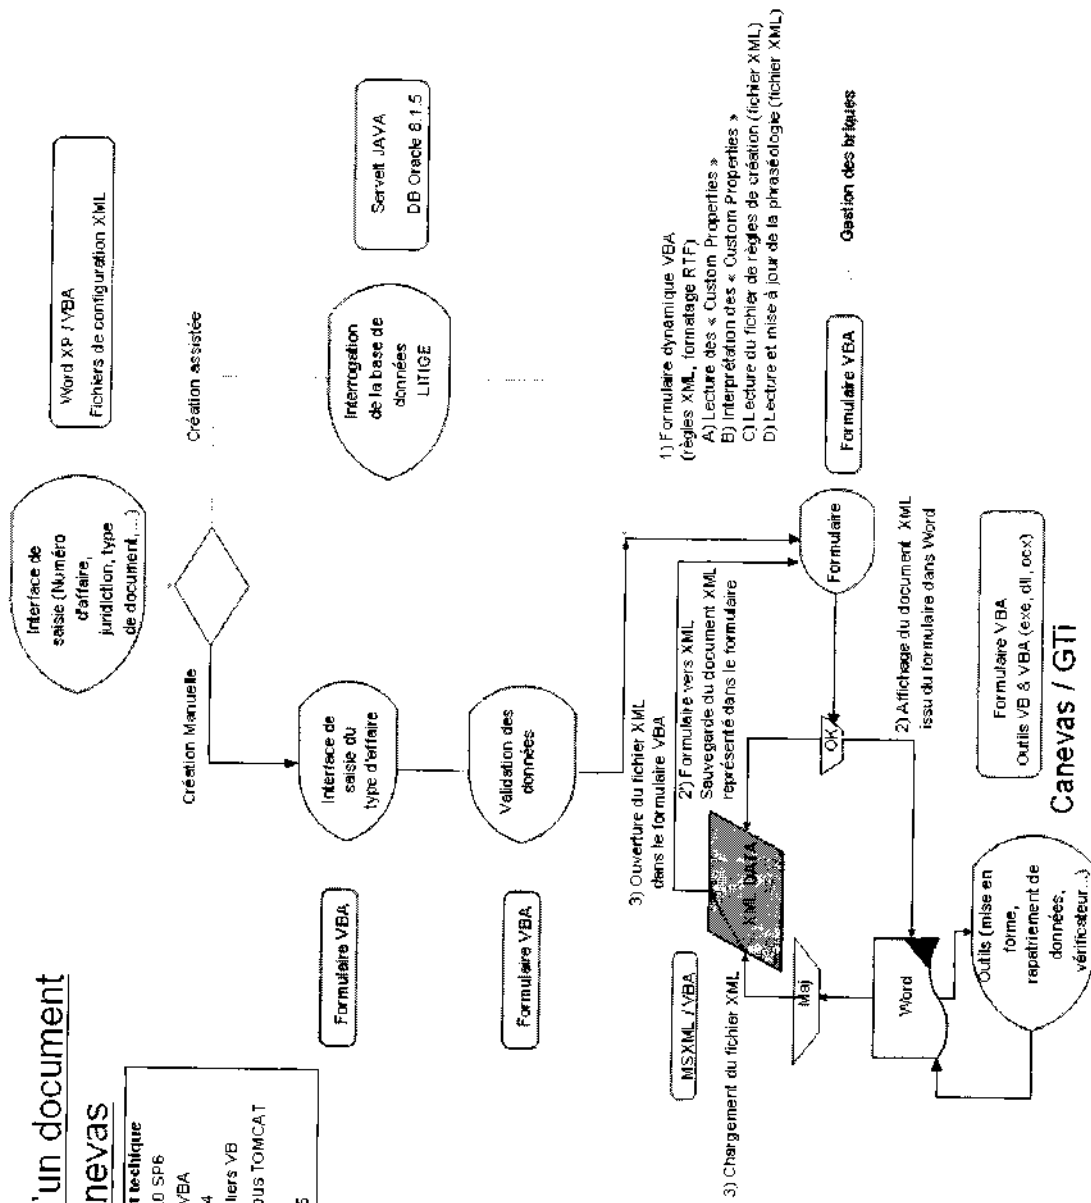 'un document
nevas
t techique
.0 SP6
VBA
4
liers VB
ous TOMCAT
6
Interface de
saisie (Numéro
d'affaire,
juridiction, type
de document,...)
Word XP / VBA
Fichiers de configuration XML
Création Manuelle
Création assistée
Formulaire VBA
Interface de
saisie du
type d'affaire
Interrogation
de la base de
données
LITIGE
Servelt JAVA
DB Oracle 8.1.5
Formulaire VBA
Validation des
données
3) Ouverture du fichier XML
dans le formulaire VBA
2') Formulaire vers XML
Sauvegarde du document XML
représenté dans le formulaire
1) Formulaire dynamique VBA
(règles XML, formatage RTF)
A) Lecture des « Custom Properties »
B) Interprétation des « Custom Properties »
C) Lecture du fichier de règles de création (fichier XML)
D) Lecture et mise à jour de la phraséologie (fichier XML)
MSXML / VBA
XML DATA
3) Chargement du fichier XML
Maj
OK
Formulaire
Formulaire VBA
Gestion des briques
Word
2) Affichage du document XML
issu du formulaire dans Word
Outils (mise en
forme,
rapatriement de
données,
vérificateur...)
Formulaire VBA
Outils VB & VBA (exe, dll, ocx)
Canevas / GTi